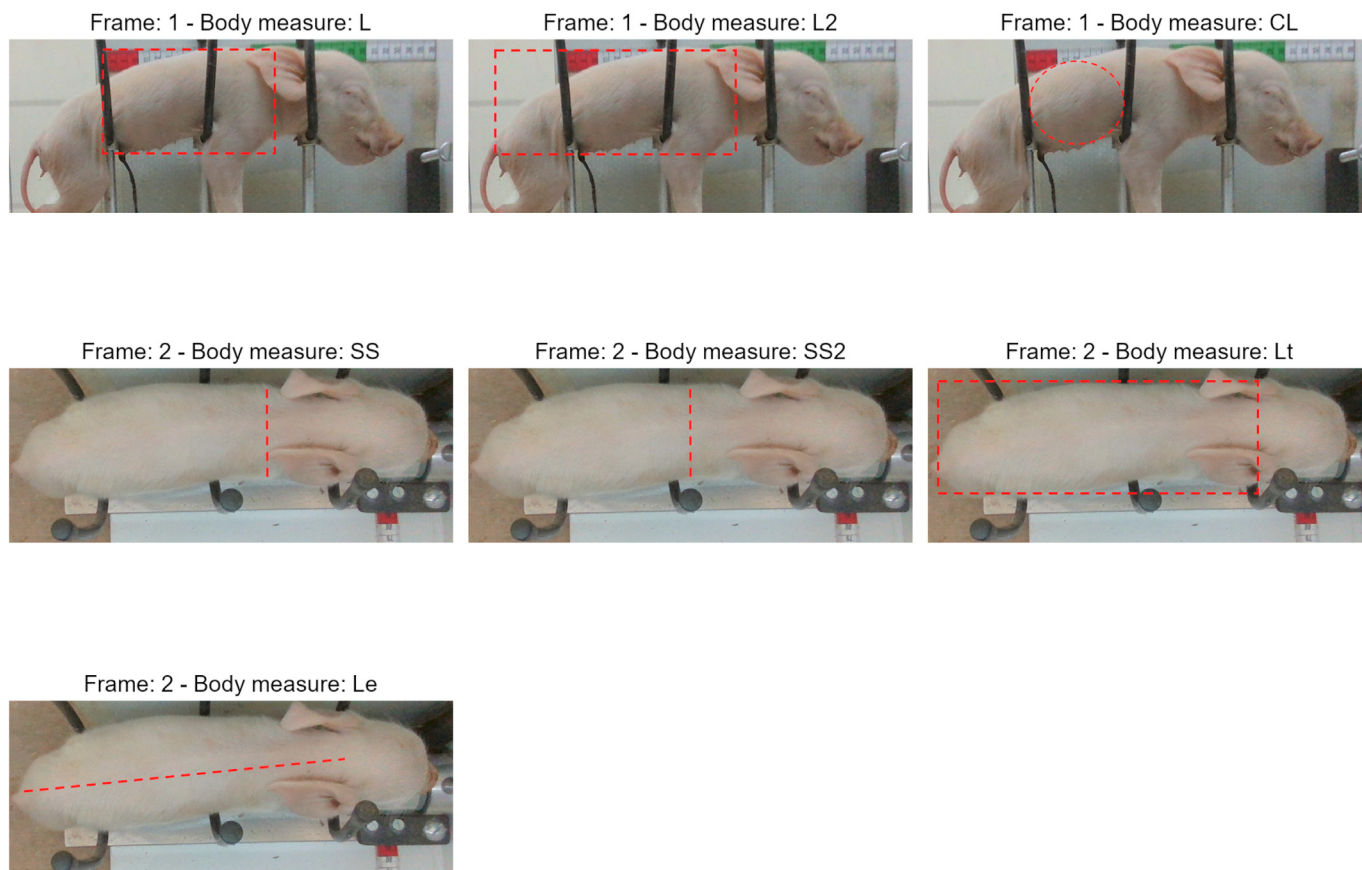 Frame: 1 - Body measure: L
Frame: 1 - Body measure: L2
Frame: 1 - Body measure: CL
Frame: 2 - Body measure: SS
Frame: 2 - Body measure: SS2
Frame: 2 - Body measure: Lt
Frame: 2 - Body measure: Le